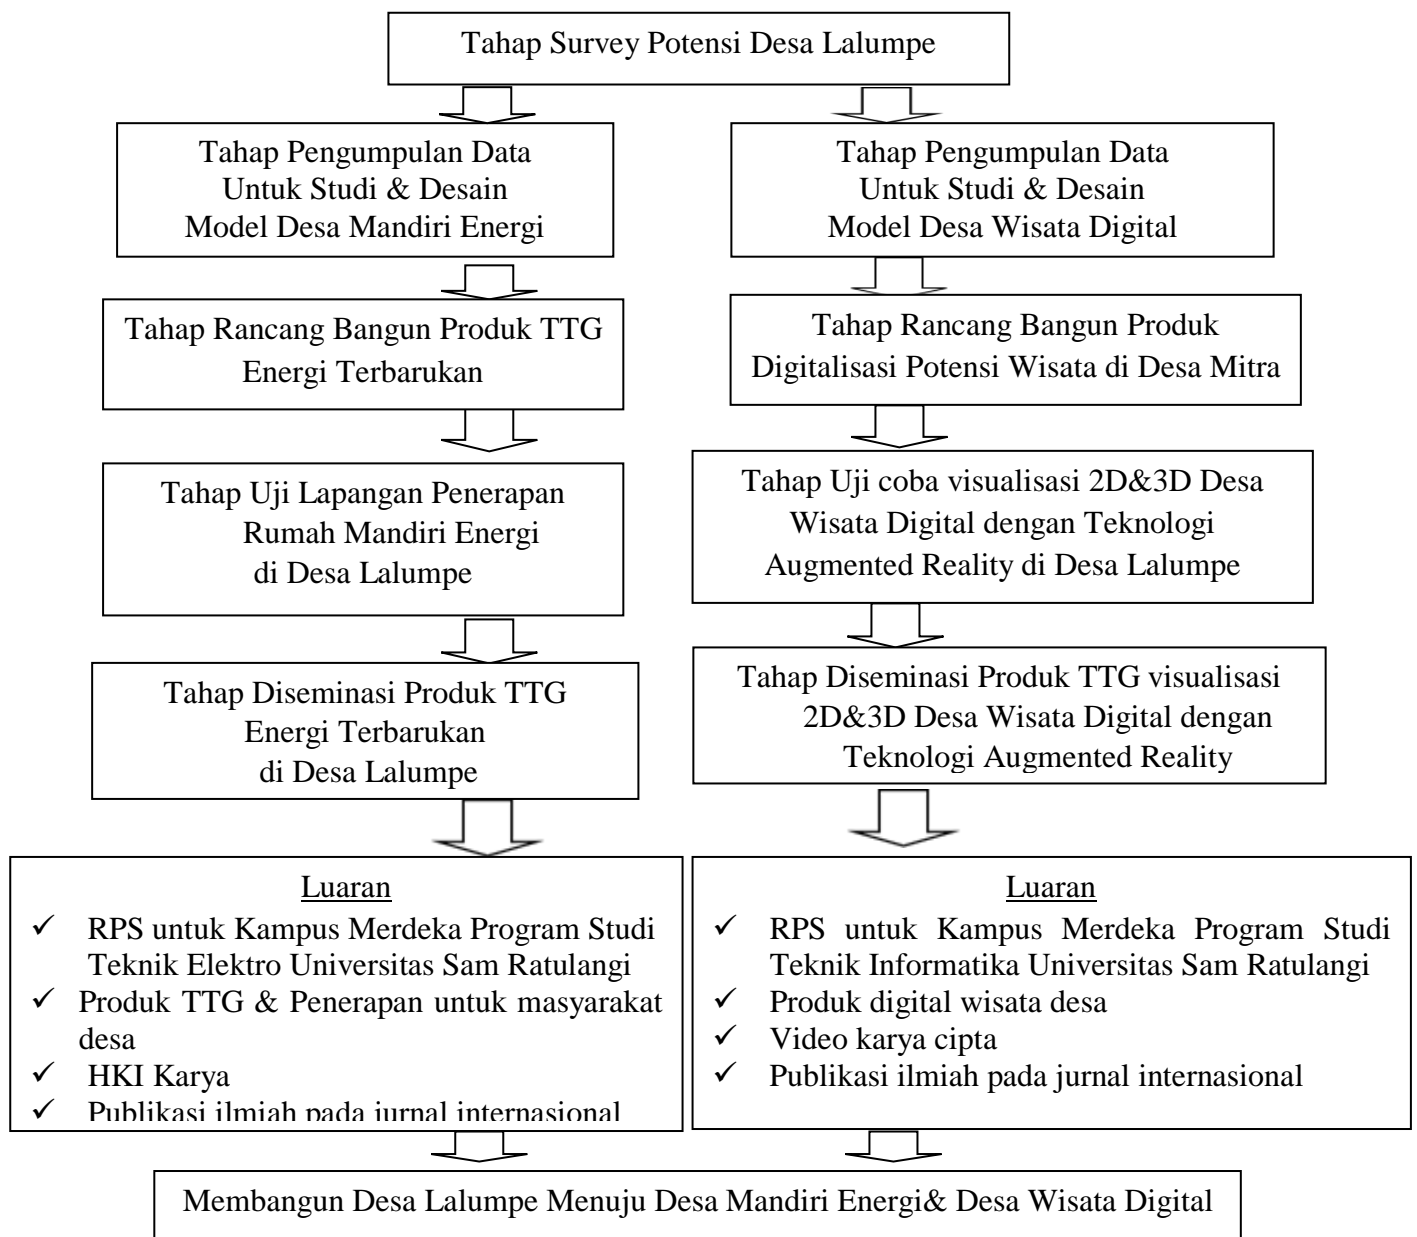 Tahap Survey Potensi Desa Lalumpe
Tahap Pengumpulan Data
Untuk Studi & Desain
Model Desa Mandiri Energi
Tahap Pengumpulan Data
Untuk Studi & Desain
Model Desa Wisata Digital
Tahap Rancang Bangun Produk TTG
Energi Terbarukan
Tahap Rancang Bangun Produk
Digitalisasi Potensi Wisata di Desa Mitra
Tahap Uji Lapangan Penerapan
Rumah Mandiri Energi
di Desa Lalumpe
Tahap Uji coba visualisasi 2D&3D Desa
Wisata Digital dengan Teknologi
Augmented Reality di Desa Lalumpe
Tahap Diseminasi Produk TTG
Energi Terbarukan
di Desa Lalumpe
Tahap Diseminasi Produk TTG visualisasi
2D&3D Desa Wisata Digital dengan
Teknologi Augmented Reality
Luaran
✓ RPS untuk Kampus Merdeka Program Studi
Teknik Elektro Universitas Sam Ratulangi
✓ Produk TTG & Penerapan untuk masyarakat
desa
✓ HKI Karya
✓ Publikasi ilmiah pada jurnal internasional
Luaran
✓ RPS untuk Kampus Merdeka Program Studi
Teknik Informatika Universitas Sam Ratulangi
✓ Produk digital wisata desa
✓ Video karya cipta
✓ Publikasi ilmiah pada jurnal internasional
Membangun Desa Lalumpe Menuju Desa Mandiri Energi& Desa Wisata Digital